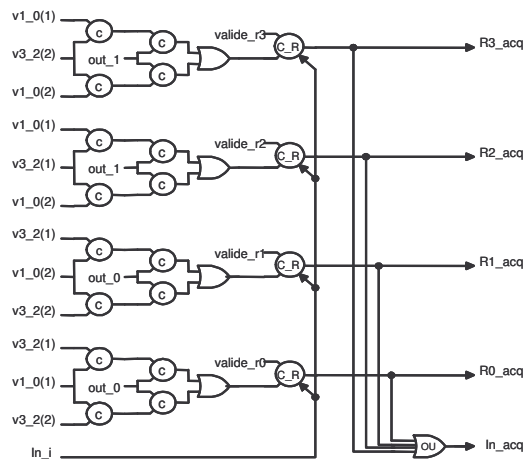 v1_0(1)
C
valide_r3
v3_2(2)
out_1
C
C_R
R3_acq
C
v1_0(2)
C
v1_0(1)
C
valide_r2
v3_2(1)
out_1
C
C_R
R2_acq
C
v1_0(2)
C
v3_2(1)
C
valide_r1
v1_0(2)
out_0
C
C_R
R1_acq
C
v3_2(2)
C
v3_2(1)
C
valide_r0
v1_0(1)
out_0
C
C_R
R0_acq
C
v3_2(2)
C
In_i
OU
In_acq